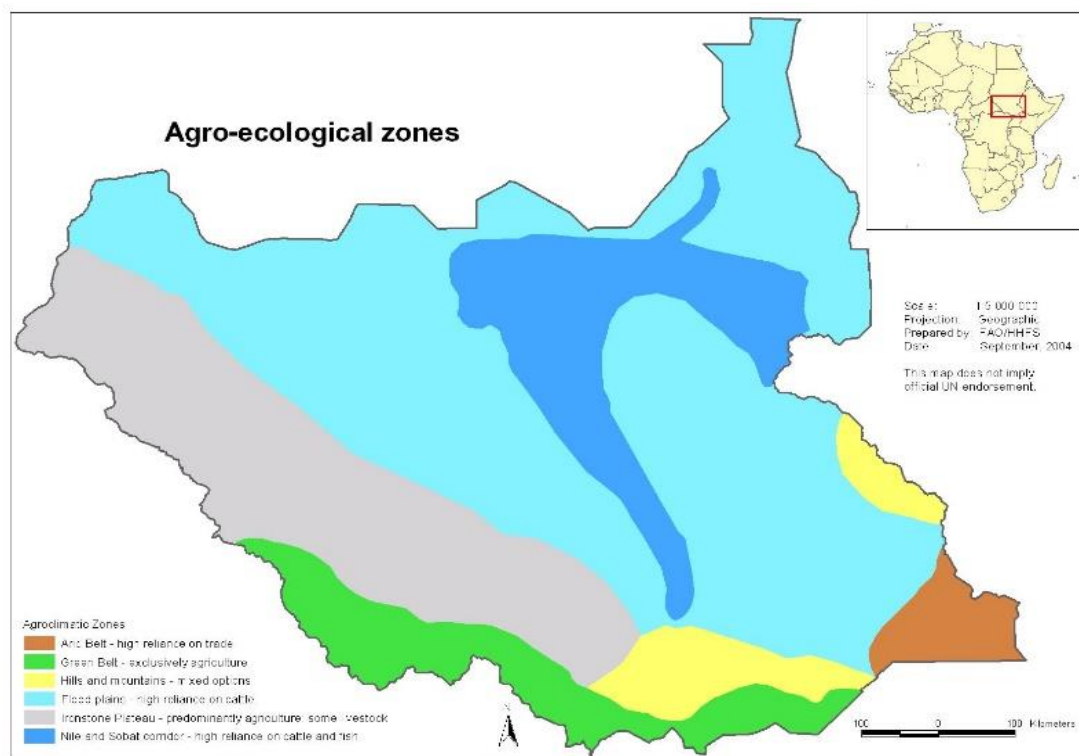 Agro-ecological zones
Scale: 1:5 000 000
Projection: Geographic
Prepared by: FAO/HHFS
Date: September, 2004
This map does not imply
official UN endorsement.
Agroclimatic Zones
Arid Belt - high reliance on trade
Green Belt - exclusively agriculture
Hills and mountains - mixed options
Flood plains - high reliance on cattle
Ironstone Plateau - predominantly agriculture, some livestock
Nile and Sobat corridor - high reliance on cattle and fish
100 0 100 Kilometers